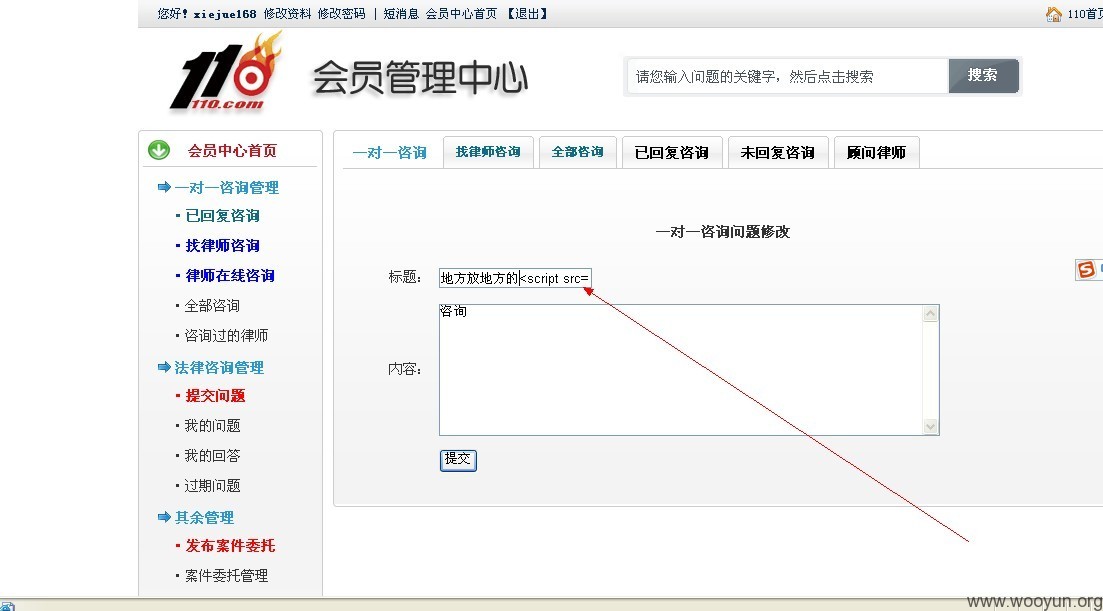 您好! xiejue168 修改资料 修改密码 | 短消息 会员中心首页 【退出】
110首页
110
110.com
会员管理中心
请您输入问题的关键字，然后点击搜索
搜索
会员中心首页
一对一咨询
找律师咨询
全部咨询
已回复咨询
未回复咨询
顾问律师
一对一咨询管理
·已回复咨询
·找律师咨询
·律师在线咨询
·全部咨询
·咨询过的律师
法律咨询管理
·提交问题
·我的问题
·我的回答
·过期问题
其余管理
·发布案件委托
·案件委托管理
一对一咨询问题修改
标题:
地方放地方的<script src=
内容:
咨询
提交
www.wooyun.org